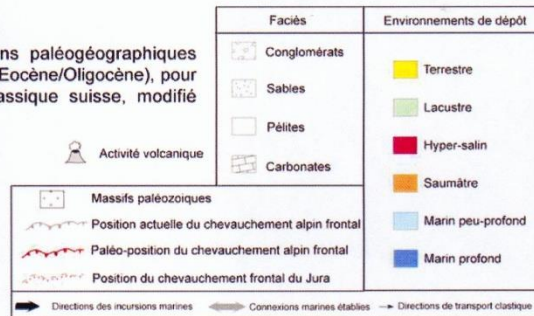 ns paléogéographiques
Eocène/Oligocène), pour
assique suisse, modifié
Activité volcanique
Faciès
Conglomérats
Sables
Pélites
Carbonates
Environnements de dépôt
Terrestre
Lacustre
Hyper-salin
Saumâtre
Marin peu-profond
Marin profond
Massifs paléozoiques
Position actuelle du chevauchement alpin frontal
Paléo-position du chevauchement alpin frontal
Position du chevauchement frontal du Jura
Directions des incursions marines
Connexions marines établies
Directions de transport clastique